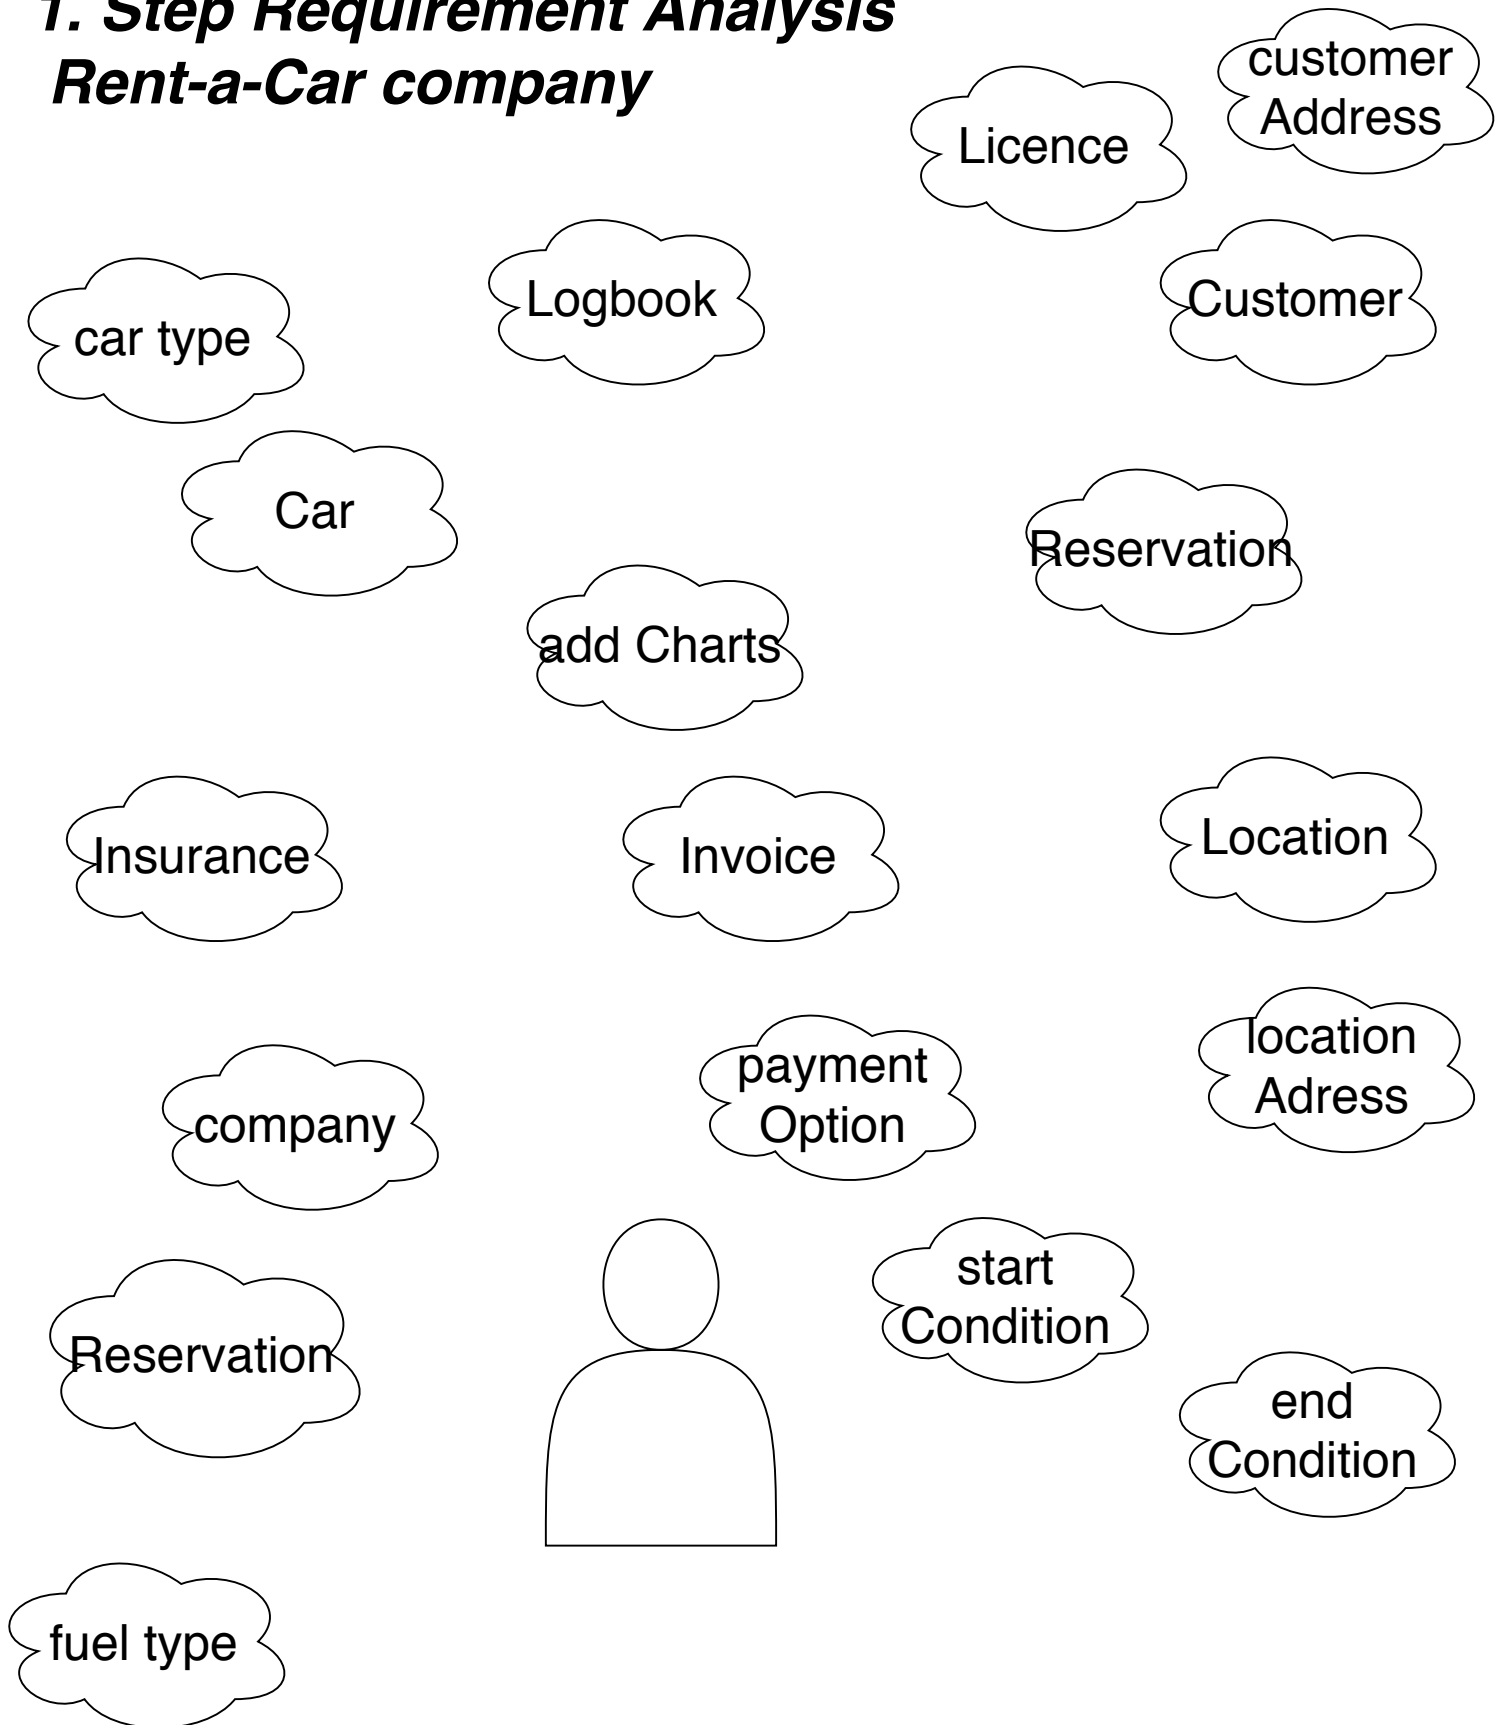 1. Step Requirement Analysis
Rent-a-Car company
customer
Address
Licence
Logbook
Customer
car type
Car
Reservation
add Charts
Insurance
Invoice
Location
location
Adress
payment
Option
company
start
Condition
Reservation
end
Condition
fuel type